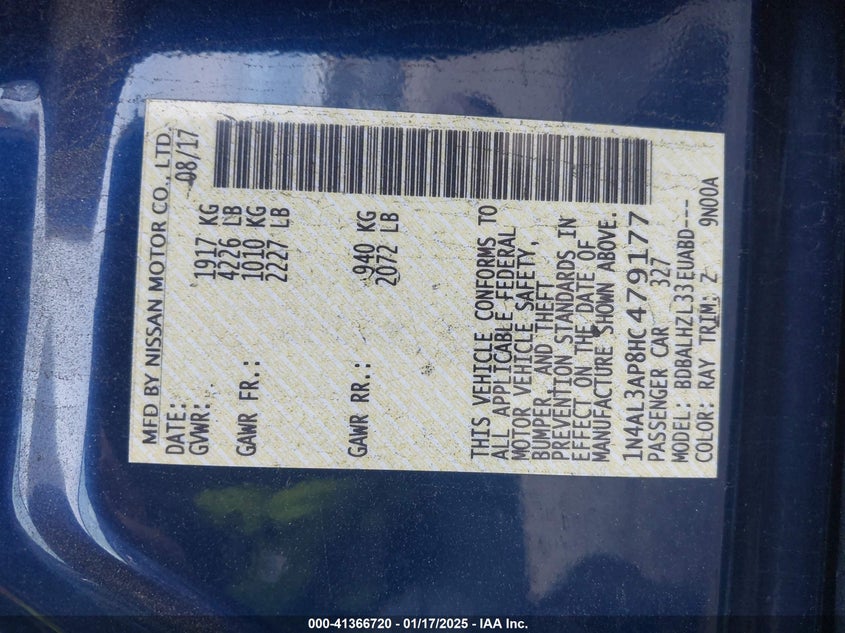 MFD BY NISSAN MOTOR CO., LTD.
DATE: 08/17
GVWR: 1917 KG
4226 LB
GAWR FR.: 1010 KG
2227 LB
GAWR RR.: 940 KG
2072 LB
THIS VEHICLE CONFORMS TO
ALL APPLICABLE FEDERAL
MOTOR VEHICLE SAFETY,
BUMPER, AND THEFT
PREVENTION STANDARDS IN
EFFECT ON THE DATE OF
MANUFACTURE SHOWN ABOVE.
1N4AL3AP8HC479177
PASSENGER CAR 327
MODEL: BDBALHZL33EUABD---
COLOR: RAY TRIM: Z 9N00A
000-41366720 - 01/17/2025 - IAA Inc.